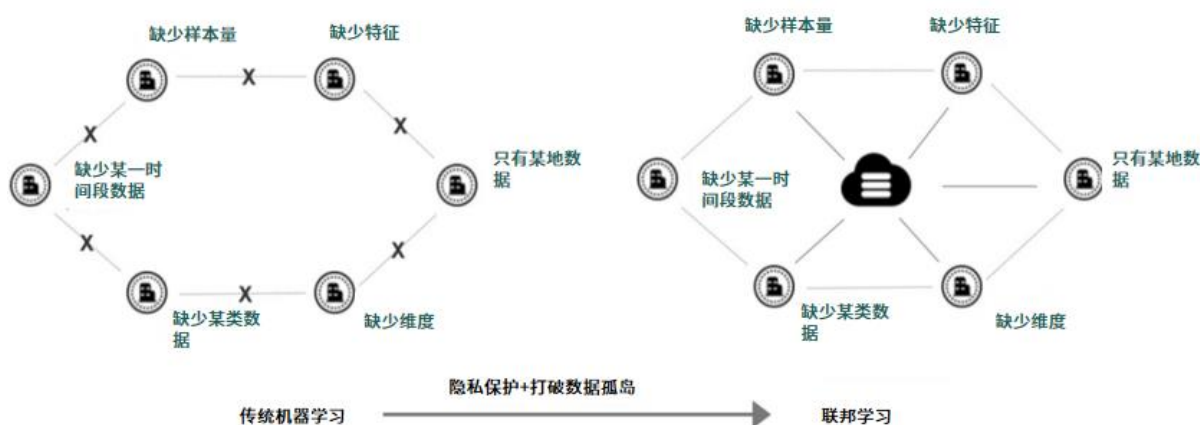 缺少样本量
缺少特征
X
X
X
缺少某一时
间段数据
只有某地数
据
X
X
X
缺少某类数
据
缺少维度
缺少样本量
缺少特征
缺少某一时
间段数据
只有某地数
据
缺少某类数
据
缺少维度
隐私保护+打破数据孤岛
传统机器学习
联邦学习